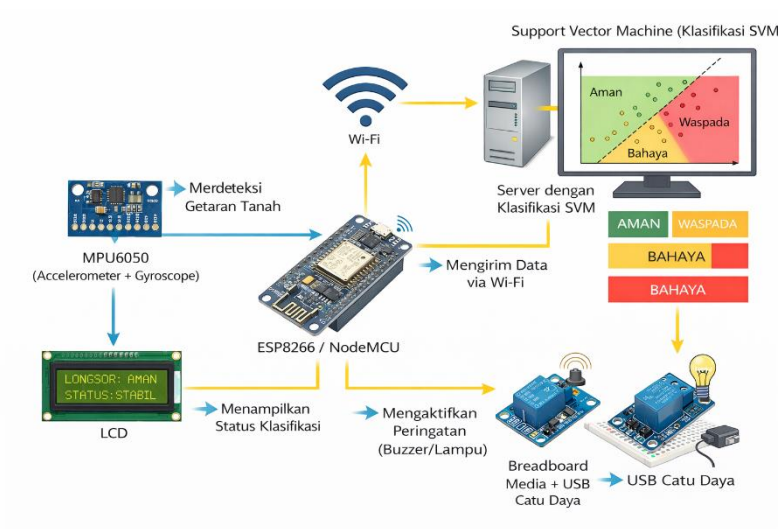 Support Vector Machine (Klasifikasi SVM
Aman
Waspada
Bahaya
Wi-Fi
Merdeteksi
Getaran Tanah
Server dengan
Klasifikasi SVM
AMAN
WASPADA
BAHAYA
BAHAYA
MPU6050
(Accelerometer + Gyroscope)
Mengirim Data
via Wi-Fi
ESP8266 / NodeMCU
LONGSOR: AMAN
STATUS:STABIL
LCD
Menampilkan
Status Klasifikasi
Mengaktifkan
Peringatan
(Buzzer/Lampu)
Breadboard
Media + USB
Catu Daya
USB Catu Daya